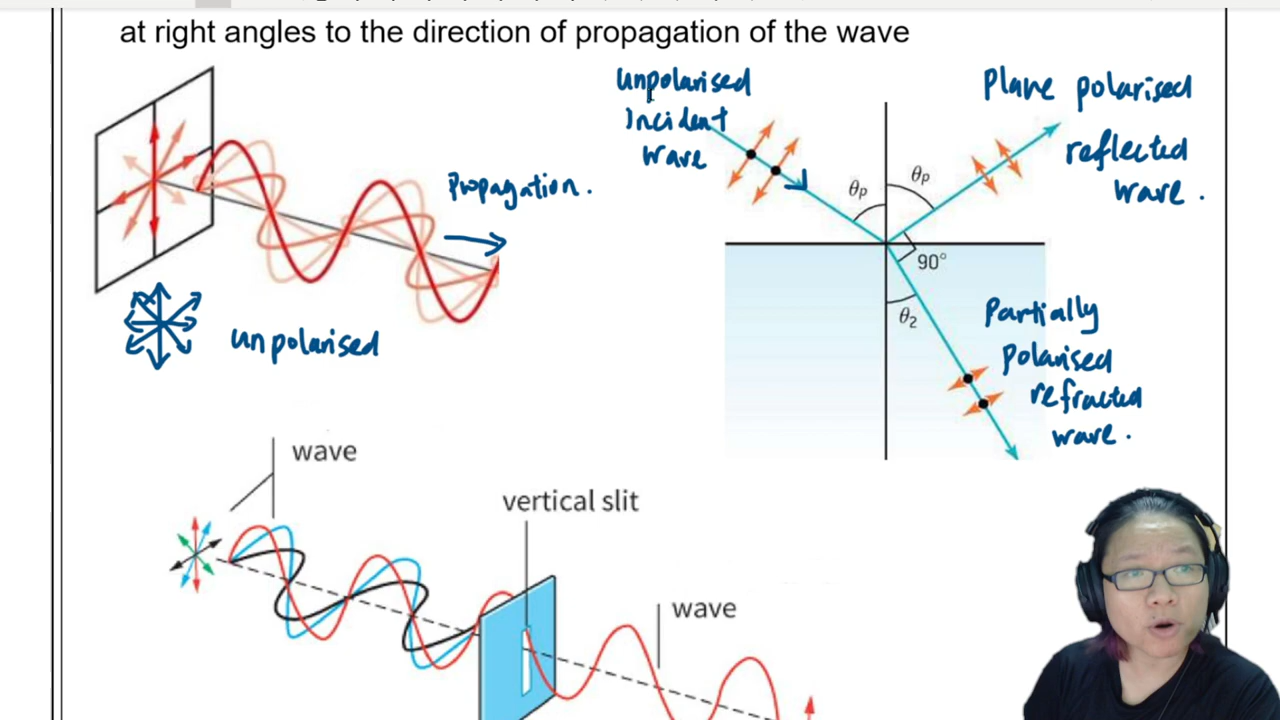 at right angles to the direction of propagation of the wave
Unpolarised
Incident
Wave
Plane polarised
reflected
wave.
Propagation.
θp
θp
90°
θ2
Partially
polarised
refracted
wave.
unpolarised
wave
vertical slit
wave